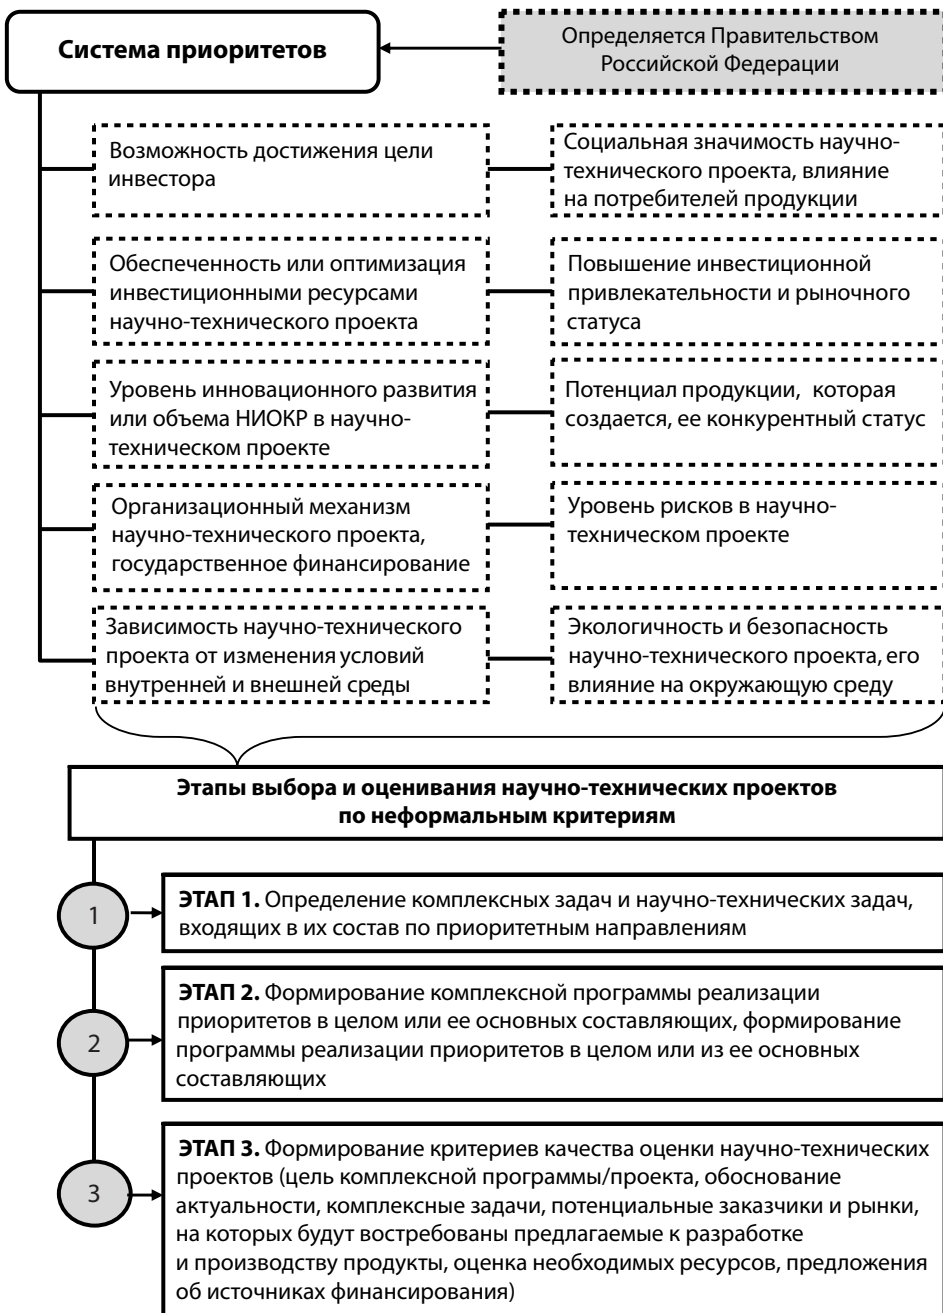 Система приоритетов
Определяется Правительством
Российской Федерации
Возможность достижения цели
инвестора
Социальная значимость научно-
технического проекта, влияние
на потребителей продукции
Обеспеченность или оптимизация
инвестиционными ресурсами
научно-технического проекта
Повышение инвестиционной
привлекательности и рыночного
статуса
Уровень инновационного развития
или объема НИОКР в научно-
техническом проекте
Потенциал продукции, которая
создается, ее конкурентный статус
Организационный механизм
научно-технического проекта,
государственное финансирование
Уровень рисков в научно-
техническом проекте
Зависимость научно-технического
проекта от изменения условий
внутренней и внешней среды
Экологичность и безопасность
научно-технического проекта, его
влияние на окружающую среду
Этапы выбора и оценивания научно-технических проектов
по неформальным критериям
1
ЭТАП 1. Определение комплексных задач и научно-технических задач,
входящих в их состав по приоритетным направлениям
2
ЭТАП 2. Формирование комплексной программы реализации
приоритетов в целом или ее основных составляющих, формирование
программы реализации приоритетов в целом или из ее основных
составляющих
3
ЭТАП 3. Формирование критериев качества оценки научно-технических
проектов (цель комплексной программы/проекта, обоснование
актуальности, комплексные задачи, потенциальные заказчики и рынки,
на которых будут востребованы предлагаемые к разработке
и производству продукты, оценка необходимых ресурсов, предложения
об источниках финансирования)